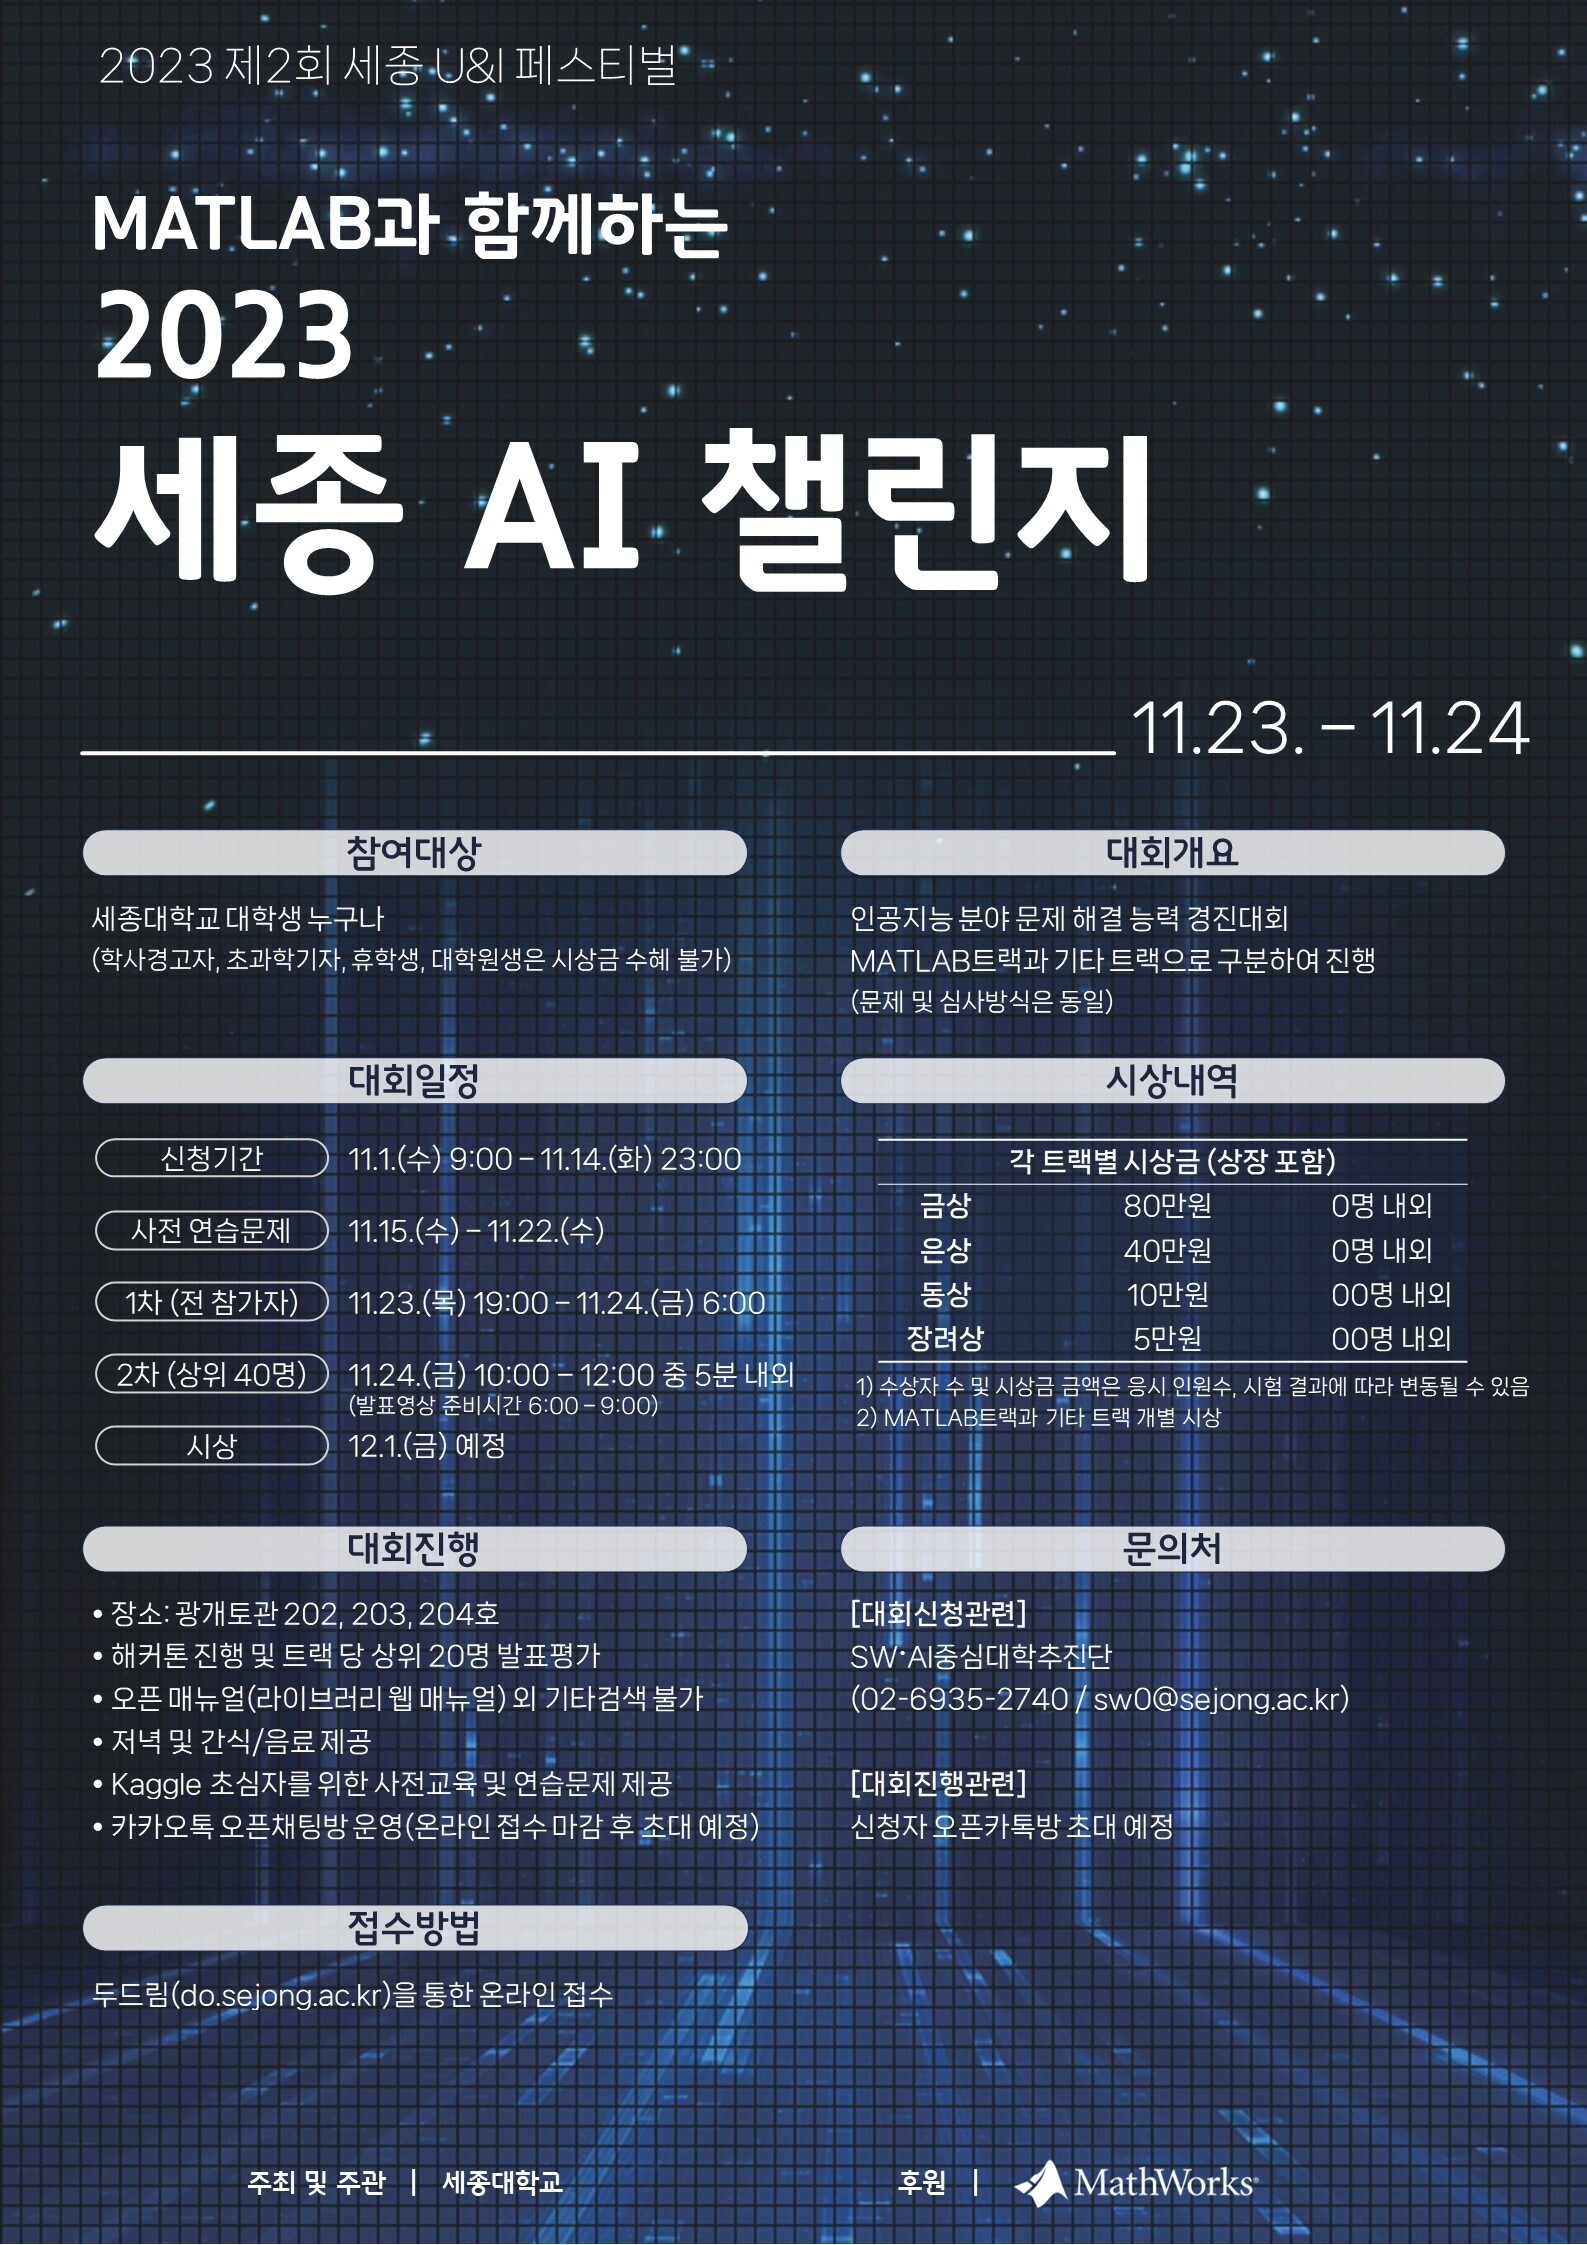 2023 제2회 세종 U&I 페스티벌
MATLAB과 함께하는
2023
세종 AI 챌린지
11.23. – 11.24
참여대상
세종대학교 대학생 누구나
(학사경고자, 초과학기자, 휴학생, 대학원생은 시상금 수혜 불가)
대회개요
인공지능 분야 문제 해결 능력 경진대회
MATLAB트랙과 기타 트랙으로 구분하여 진행
(문제 및 심사방식은 동일)
대회일정
신청기간 11.1.(수) 9:00 – 11.14.(화) 23:00
사전 연습문제 11.15.(수) – 11.22.(수)
1차 (전 참가자) 11.23.(목) 19:00 – 11.24.(금) 6:00
2차 (상위 40명) 11.24.(금) 10:00 – 12:00 중 5분 내외
(발표영상 준비시간 6:00 – 9:00)
시상 12.1.(금) 예정
시상내역
각 트랙별 시상금 (상장 포함)
금상 80만원 0명 내외
은상 40만원 0명 내외
동상 10만원 00명 내외
장려상 5만원 00명 내외
1) 수상자 수 및 시상금 금액은 응시 인원수, 시험 결과에 따라 변동될 수 있음
2) MATLAB트랙과 기타 트랙 개별 시상
대회진행
• 장소: 광개토관 202, 203, 204호
• 해커톤 진행 및 트랙 당 상위 20명 발표평가
• 오픈 매뉴얼(라이브러리 웹 매뉴얼) 외 기타검색 불가
• 저녁 및 간식/음료 제공
• Kaggle 초심자를 위한 사전교육 및 연습문제 제공
• 카카오톡 오픈채팅방 운영(온라인 접수 마감 후 초대 예정)
문의처
[대회신청관련]
SW·AI중심대학추진단
(02-6935-2740 / sw0@sejong.ac.kr)
[대회진행관련]
신청자 오픈카톡방 초대 예정
접수방법
두드림(do.sejong.ac.kr)을 통한 온라인 접수
주최 및 주관 | 세종대학교
후원 | MathWorks®